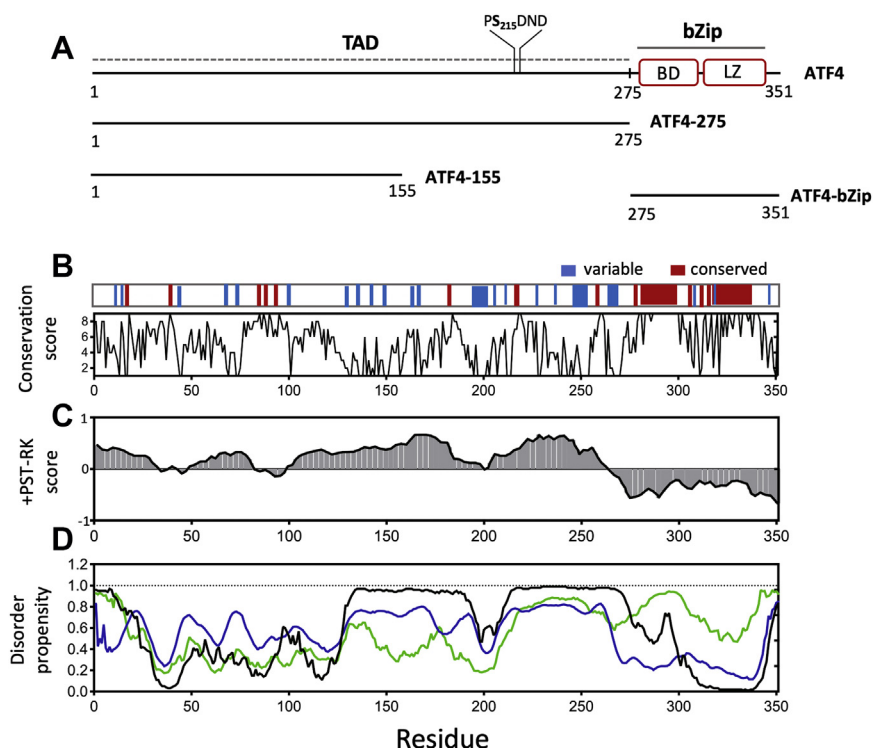 A
TAD
PS215DND
bZip
BD
LZ
ATF4
1
275
351
ATF4-275
1
275
ATF4-155
1
155
ATF4-bZip
275
351
B
variable
conserved
Conservation
score
8
6
4
2
0 50 100 150 200 250 300 350
C
+PST-RK
score
1
0
-1
0 50 100 150 200 250 300 350
D
Disorder
propensity
1.2
1.0
0.8
0.6
0.4
0.2
0.0
0 50 100 150 200 250 300 350
Residue